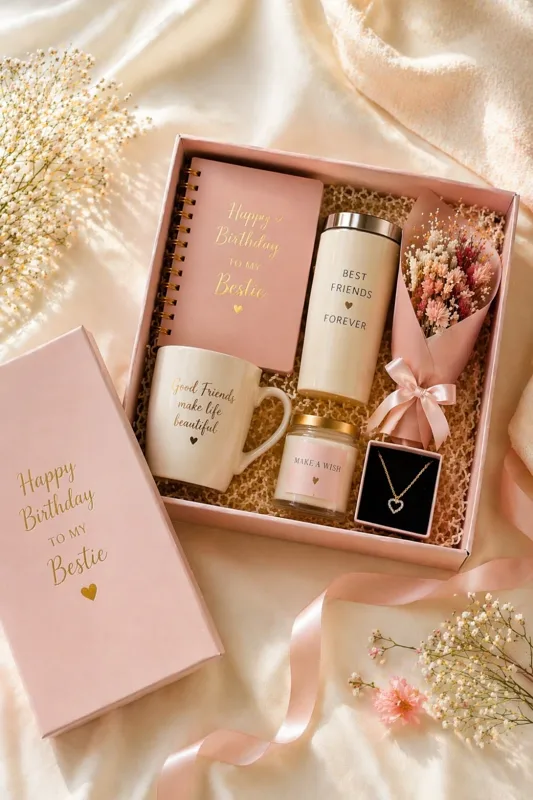 Happy
Birthday
TO MY
Bestie
BEST
FRIENDS
FOREVER
Good Friends
make life
beautiful.
MAKE A WISH
Happy
Birthday
TO MY
Bestie